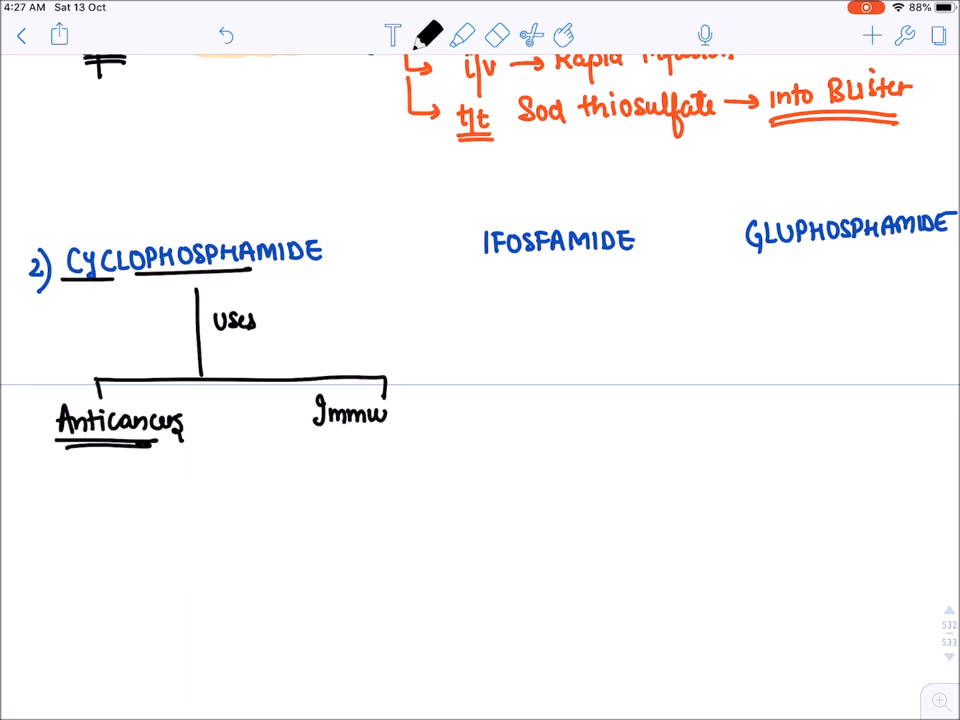 4:27 AM Sat 13 Oct 88%
T
i/v → Rapid
t/t Sod thiosulfate → Into Blister
2) CYCLOPHOSPHAMIDE IFOSFAMIDE GLUPHOSPHAMIDE
uses
Anticancer Immu
532
533